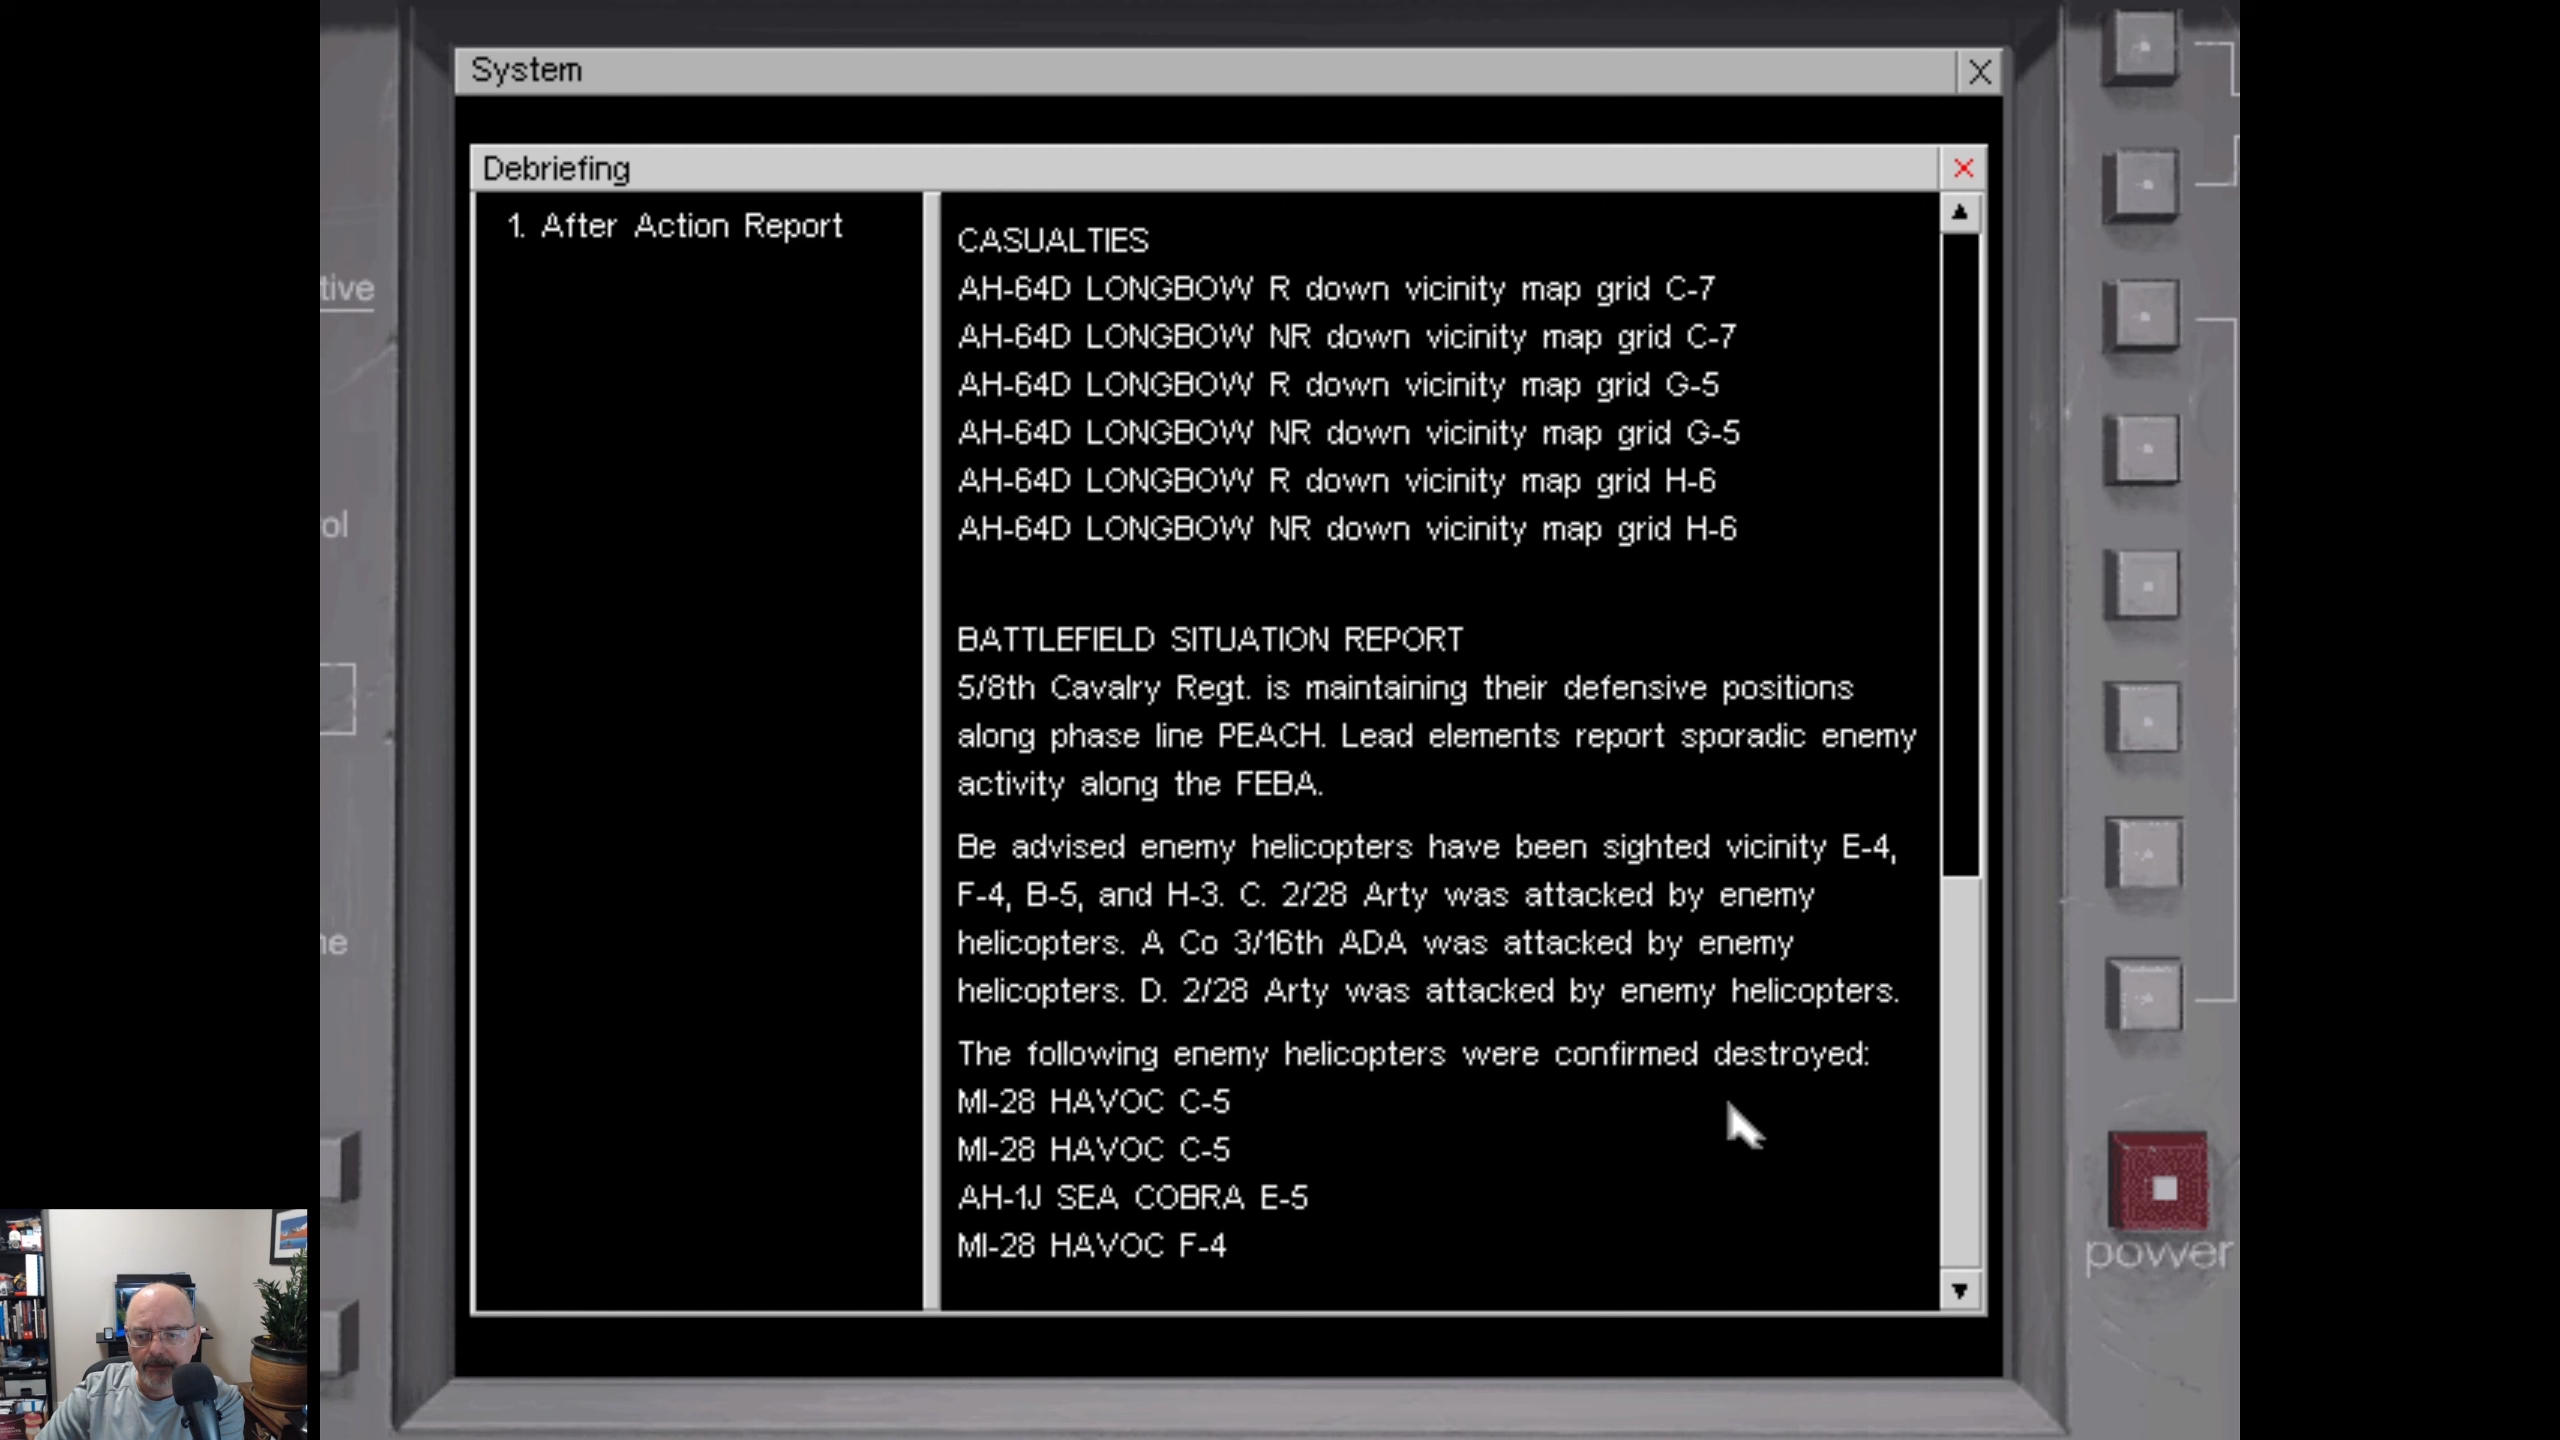 System
X
Debriefing
1. After Action Report
CASUALTIES
AH-64D LONGBOW R down vicinity map grid C-7
AH-64D LONGBOW NR down vicinity map grid C-7
AH-64D LONGBOW R down vicinity map grid G-5
AH-64D LONGBOW NR down vicinity map grid G-5
AH-64D LONGBOW R down vicinity map grid H-6
AH-64D LONGBOW NR down vicinity map grid H-6
BATTLEFIELD SITUATION REPORT
5/8th Cavalry Regt. is maintaining their defensive positions
along phase line PEACH. Lead elements report sporadic enemy
activity along the FEBA.
Be advised enemy helicopters have been sighted vicinity E-4,
F-4, B-5, and H-3. C. 2/28 Arty was attacked by enemy
helicopters. A Co 3/16th ADA was attacked by enemy
helicopters. D. 2/28 Arty was attacked by enemy helicopters.
The following enemy helicopters were confirmed destroyed:
MI-28 HAVOC C-5
MI-28 HAVOC C-5
AH-1J SEA COBRA E-5
MI-28 HAVOC F-4
tive
ol
power